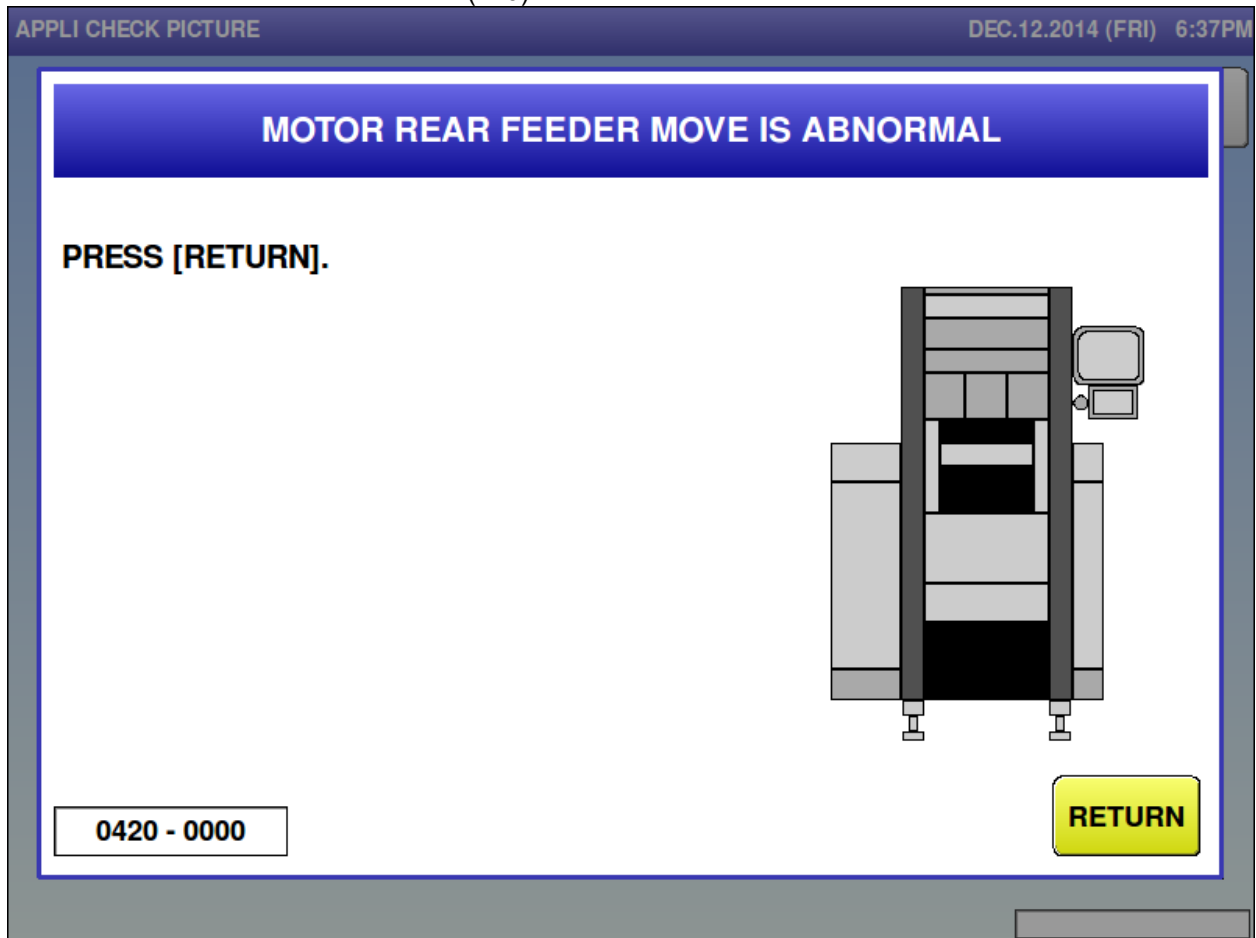 APPLI CHECK PICTURE
DEC.12.2014 (FRI) 6:37PM
MOTOR REAR FEEDER MOVE IS ABNORMAL
PRESS [RETURN].
0420 - 0000
RETURN